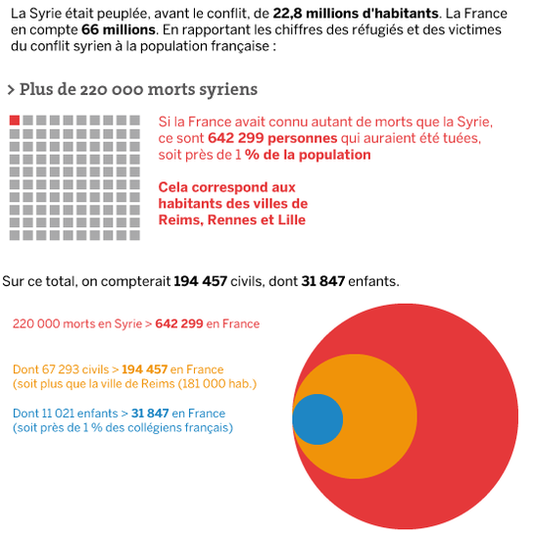 La Syrie était peuplée, avant le conflit, de 22,8 millions d'habitants. La France
en compte 66 millions. En rapportant les chiffres des réfugiés et des victimes
du conflit syrien à la population française :
> Plus de 220 000 morts syriens
Si la France avait connu autant de morts que la Syrie,
ce sont 642 299 personnes qui auraient été tuées,
soit près de 1 % de la population
Cela correspond aux
habitants des villes de
Reims, Rennes et Lille
Sur ce total, on compterait 194 457 civils, dont 31 847 enfants.
220 000 morts en Syrie > 642 299 en France
Dont 67 293 civils > 194 457 en France
(soit plus que la ville de Reims (181 000 hab.)
Dont 11 021 enfants > 31 847 en France
(soit près de 1 % des collégiens français)